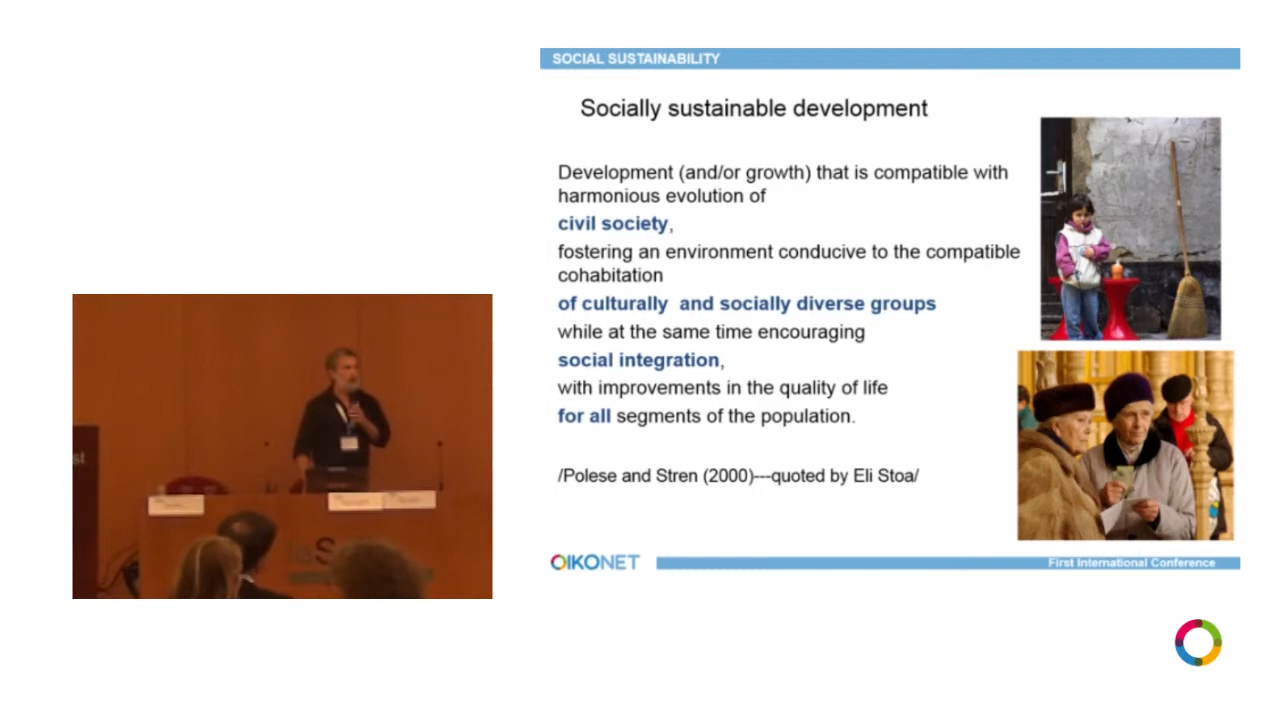 SOCIAL SUSTAINABILITY
Socially sustainable development
Development (and/or growth) that is compatible with
harmonious evolution of
civil society,
fostering an environment conducive to the compatible
cohabitation
of culturally and socially diverse groups
while at the same time encouraging
social integration,
with improvements in the quality of life
for all segments of the population.
/Polese and Stren (2000)---quoted by Eli Stoa/
OIKONET
First International Conference
st